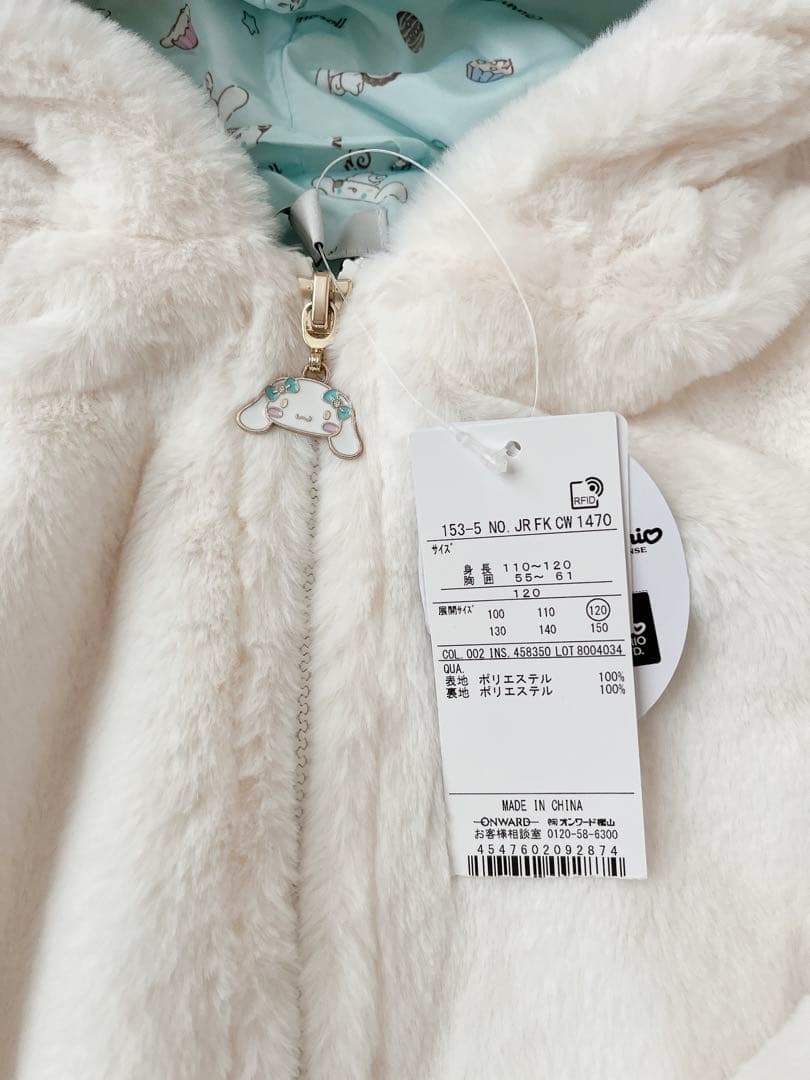 RFID
153-5 NO. JR FK CW 1470
サイズ
身長 110～120
胸囲 55～ 61
120
展開サイズ 100 110 120
130 140 150
COL. 002 INS. 458350 LOT 8004034
QUA.
表地 ポリエステル 100%
裏地 ポリエステル 100%
MADE IN CHINA
ONWARD ㈱オンワード樫山
お客様相談室 0120-58-6300
4547602092874